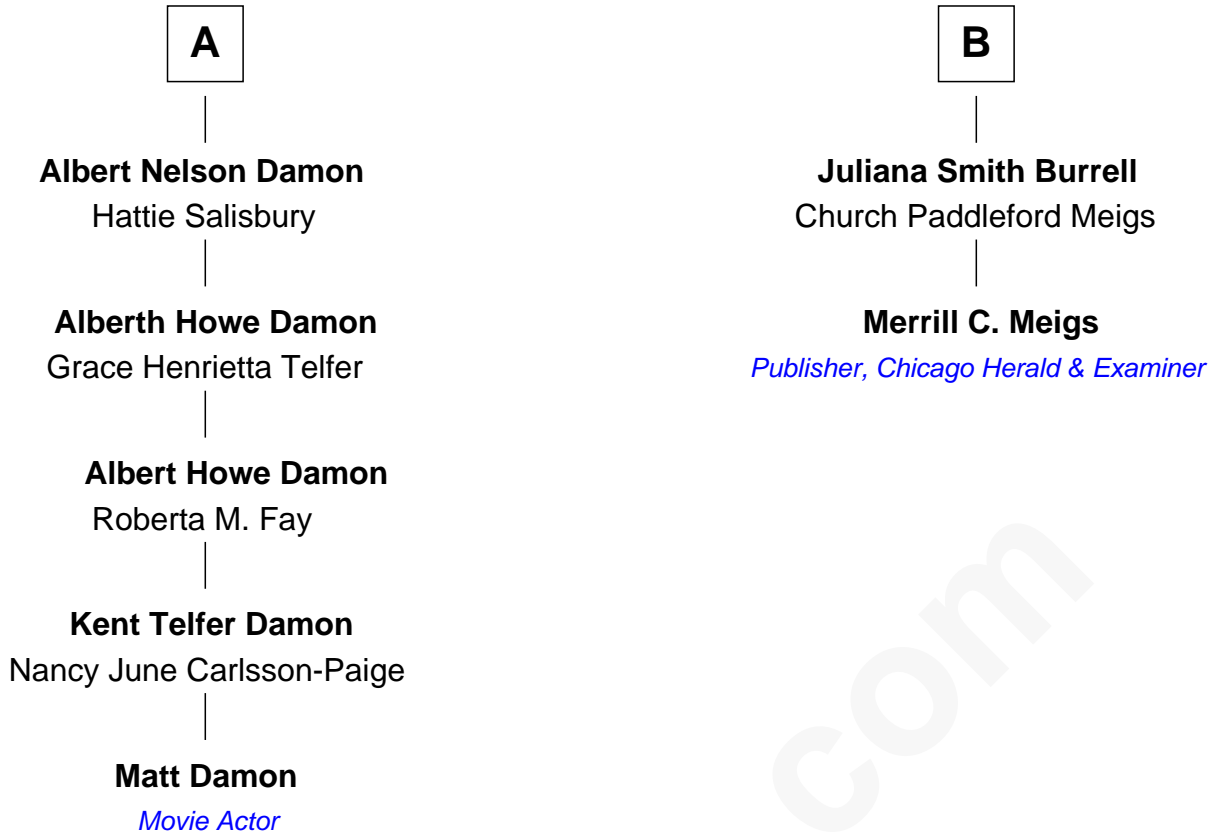 A
Albert Nelson Damon
Hattie Salisbury
Alberth Howe Damon
Grace Henrietta Telfer
Albert Howe Damon
Roberta M. Fay
Kent Telfer Damon
Nancy June Carlsson-Paige
Matt Damon
Movie Actor
B
Juliana Smith Burrell
Church Paddleford Meigs
Merrill C. Meigs
Publisher, Chicago Herald & Examiner
com